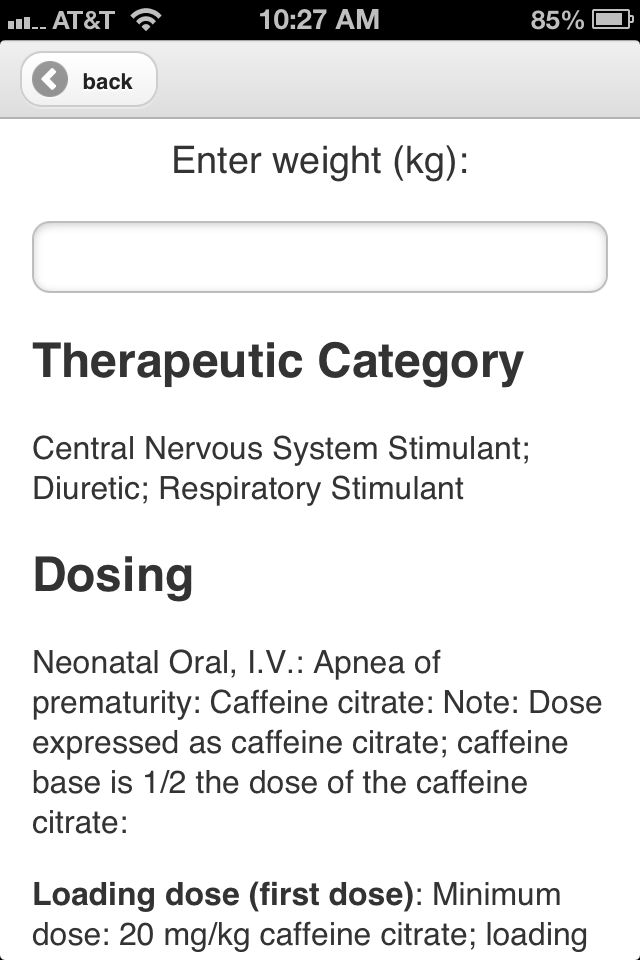 AT&T 10:27 AM 85%
back
Enter weight (kg):
Therapeutic Category
Central Nervous System Stimulant;
Diuretic; Respiratory Stimulant
Dosing
Neonatal Oral, I.V.: Apnea of
prematurity: Caffeine citrate: Note: Dose
expressed as caffeine citrate; caffeine
base is 1/2 the dose of the caffeine
citrate:
Loading dose (first dose): Minimum
dose: 20 mg/kg caffeine citrate; loading